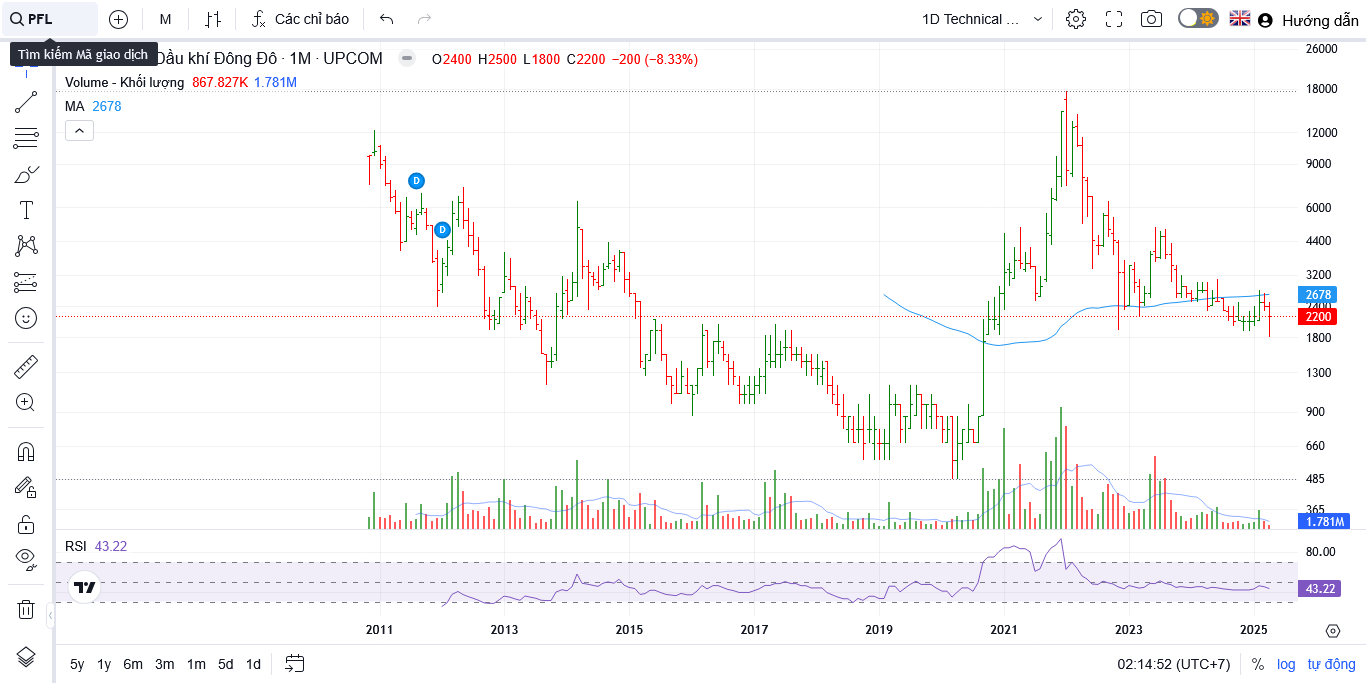 PFL
M
Các chỉ báo
1D Technical ...
Hướng dẫn
Tìm kiếm Mã giao dịch
Dầu khí Đông Đô · 1M · UPCOM
O2400 H2500 L1800 C2200 −200 (−8.33%)
Volume - Khối lượng 867.827K 1.781M
MA 2678
D
D
26000
18000
12000
9000
6000
4400
3200
2678
2400
2200
1800
1300
900
660
485
365
1.781M
RSI 43.22
80.00
43.22
2011 2013 2015 2017 2019 2021 2023 2025
5y 1y 6m 3m 1m 5d 1d
02:14:52 (UTC+7) % log tự động